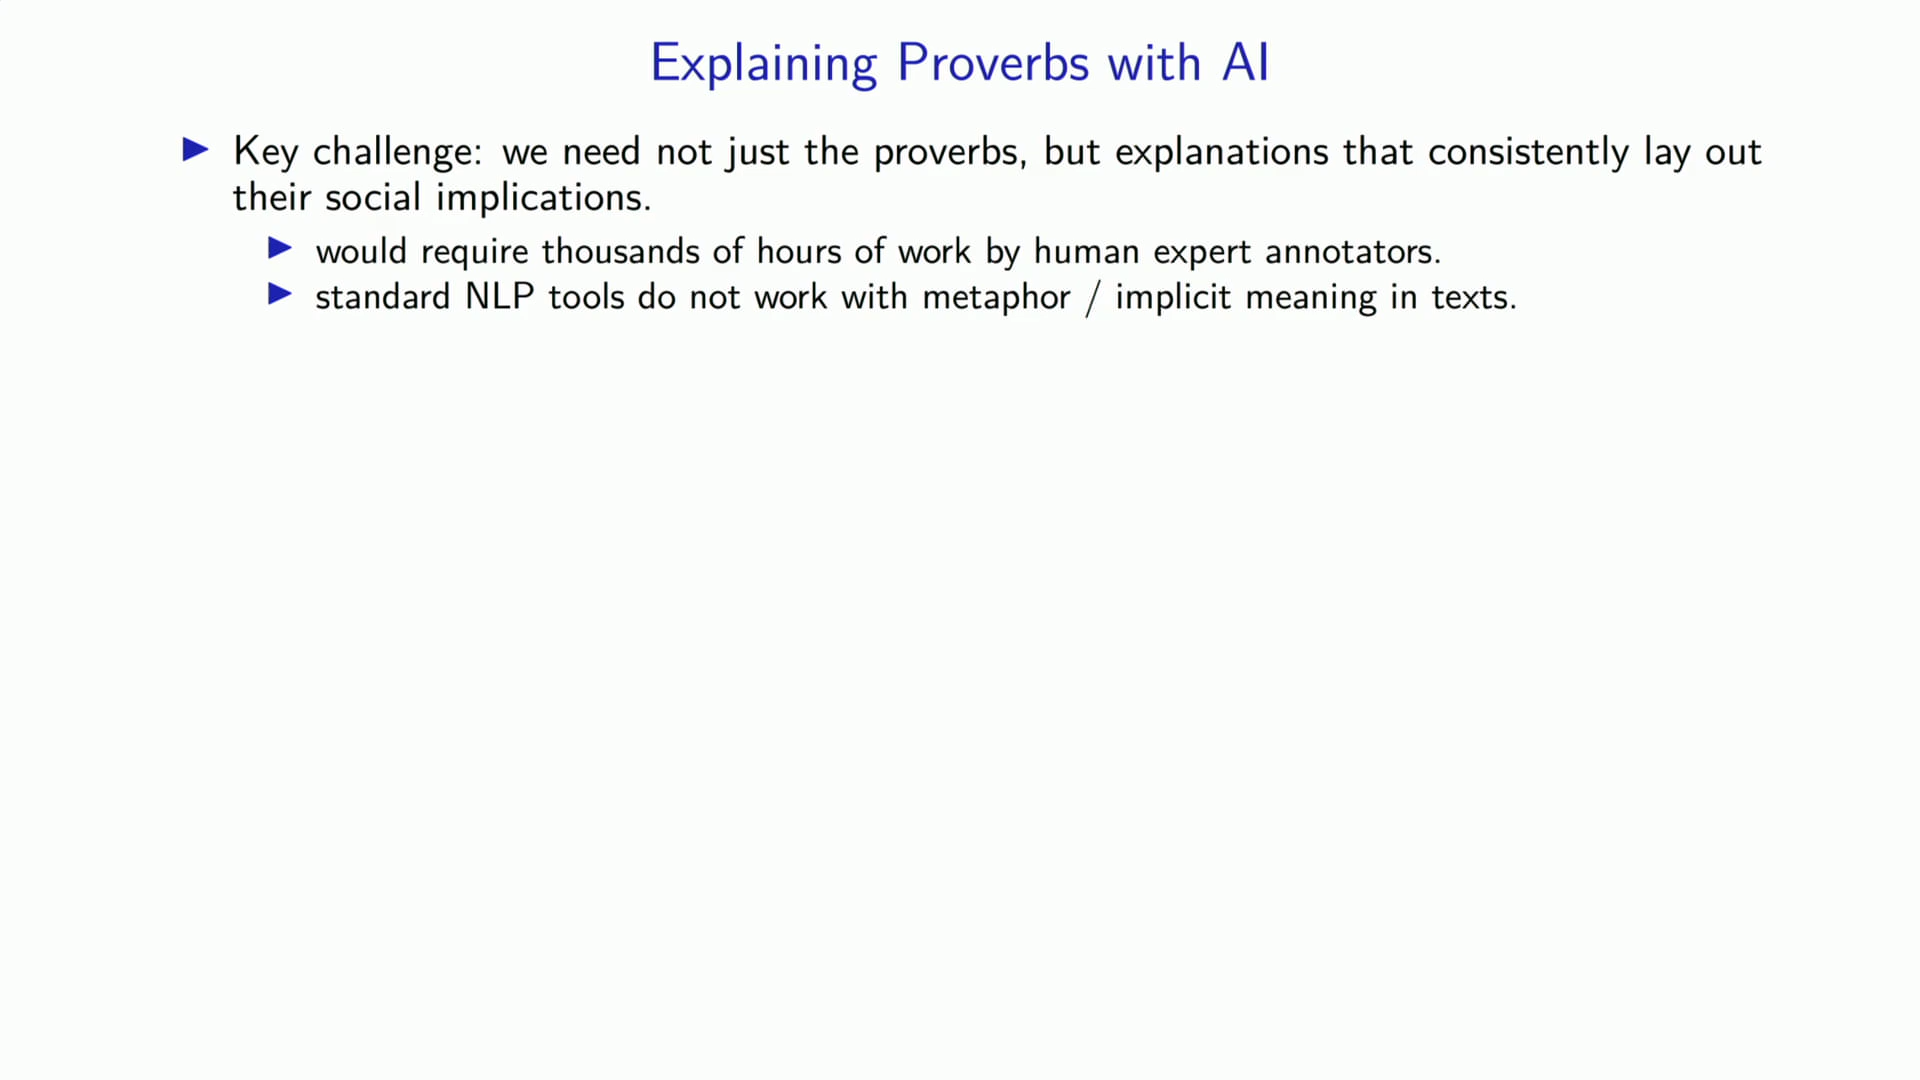 Explaining Proverbs with AI
Key challenge: we need not just the proverbs, but explanations that consistently lay out
their social implications.
would require thousands of hours of work by human expert annotators.
standard NLP tools do not work with metaphor / implicit meaning in texts.